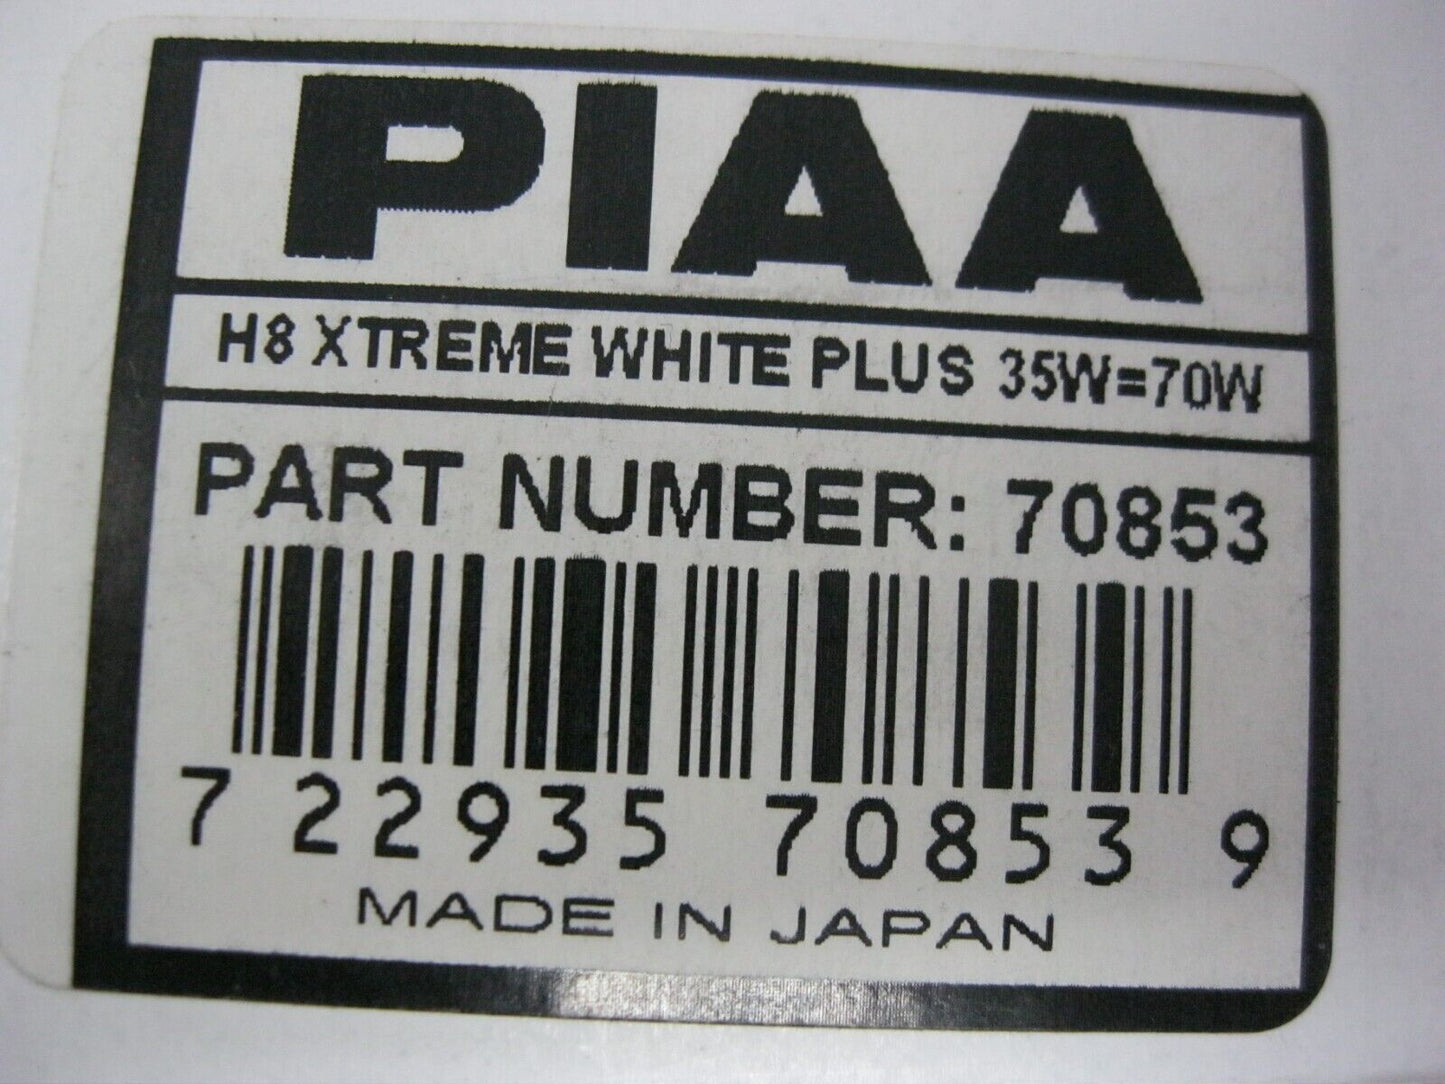 PIAA
H8 XTREME WHITE PLUS 35W=70W
PART NUMBER: 70853
7 22935 70853 9
MADE IN JAPAN